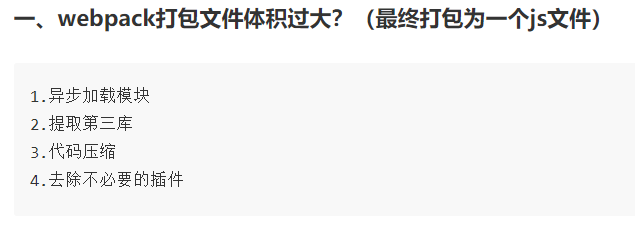 一、webpack打包文件体积过大？（最终打包为一个js文件）
1.异步加载模块
2.提取第三库
3.代码压缩
4.去除不必要的插件